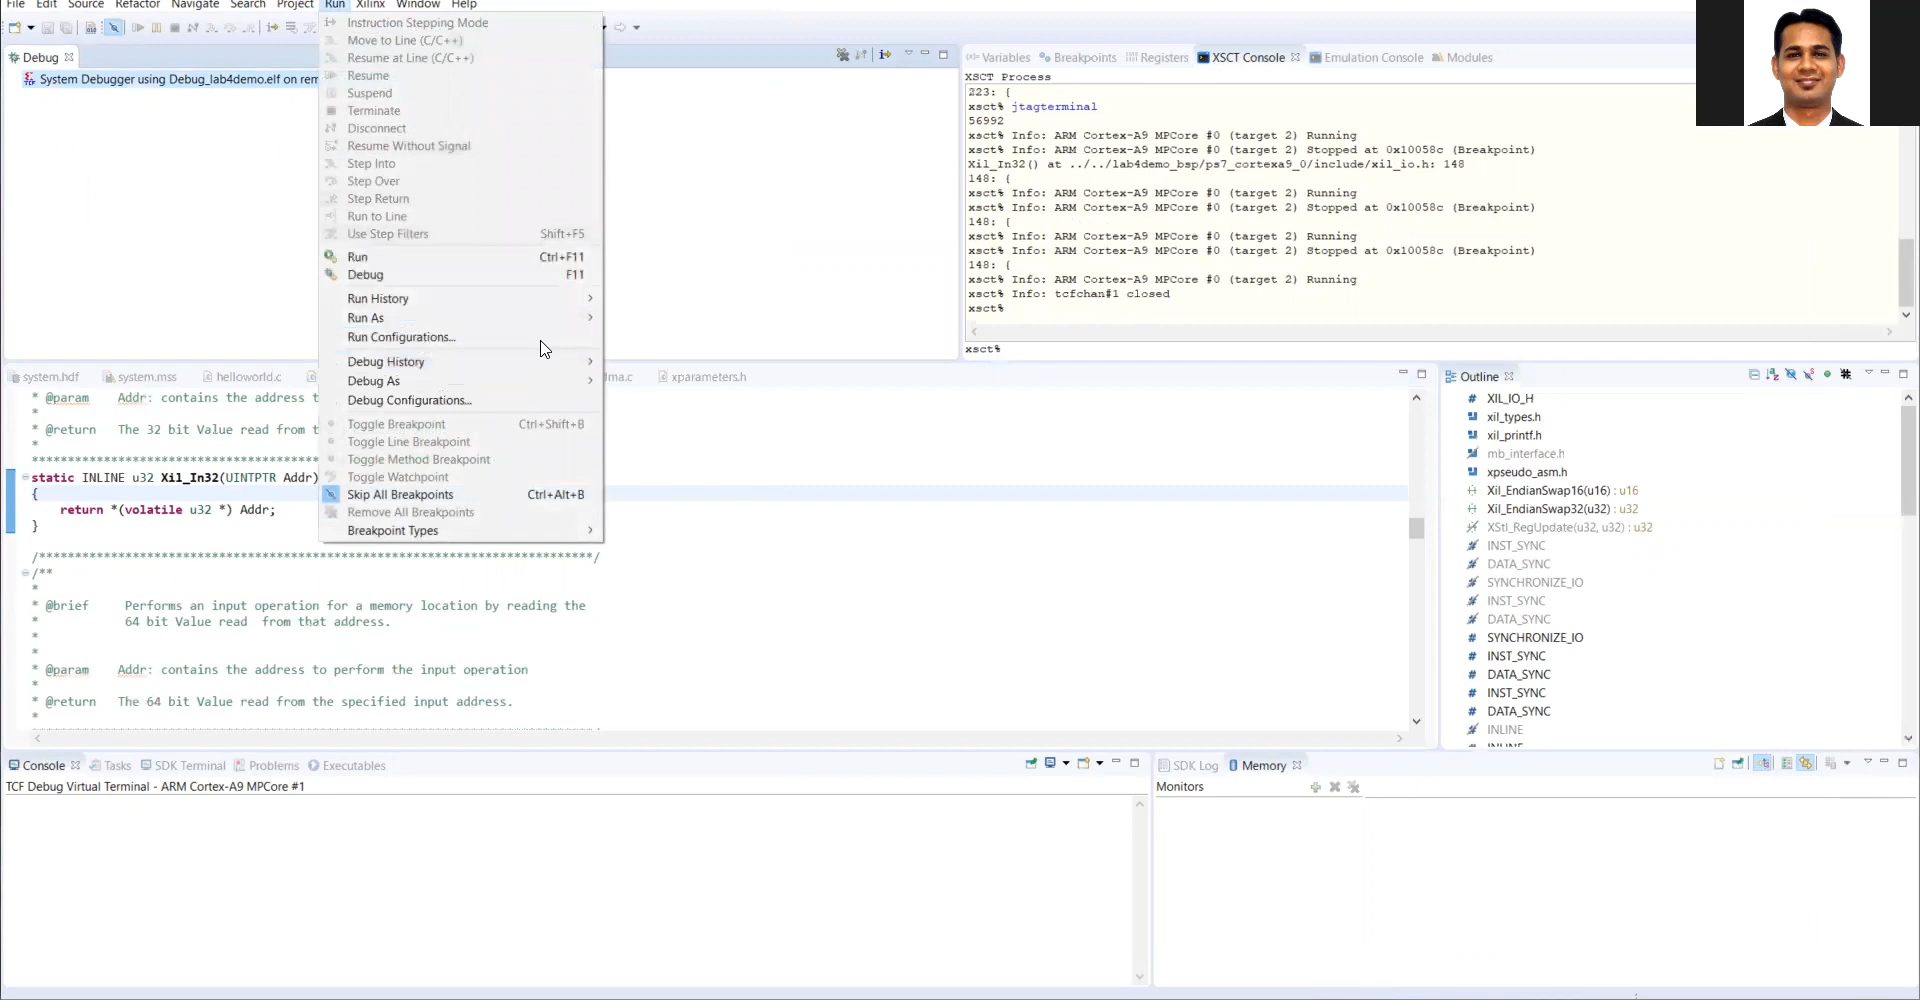 File Edit Source Refactor Navigate Search Project Run Xilinx Window Help
Debug
System Debugger using Debug_lab4demo.elf on rem
Instruction Stepping Mode
Move to Line (C/C++)
Resume at Line (C/C++)
Resume
Suspend
Terminate
Disconnect
Resume Without Signal
Step Into
Step Over
Step Return
Run to Line
Use Step Filters Shift+F5
Run Ctrl+F11
Debug F11
Run History
Run As
Run Configurations...
Debug History
Debug As
Debug Configurations...
Toggle Breakpoint Ctrl+Shift+B
Toggle Line Breakpoint
Toggle Method Breakpoint
Toggle Watchpoint
Skip All Breakpoints Ctrl+Alt+B
Remove All Breakpoints
Breakpoint Types
Variables Breakpoints Registers XSCT Console Emulation Console Modules
XSCT Process
223: {
xsct% jtagterminal
56992
xsct% Info: ARM Cortex-A9 MPCore #0 (target 2) Running
xsct% Info: ARM Cortex-A9 MPCore #0 (target 2) Stopped at 0x10058c (Breakpoint)
Xil_In32() at ../../lab4demo_bsp/ps7_cortexa9_0/include/xil_io.h: 148
148: {
xsct% Info: ARM Cortex-A9 MPCore #0 (target 2) Running
xsct% Info: ARM Cortex-A9 MPCore #0 (target 2) Stopped at 0x10058c (Breakpoint)
148: {
xsct% Info: ARM Cortex-A9 MPCore #0 (target 2) Running
xsct% Info: ARM Cortex-A9 MPCore #0 (target 2) Stopped at 0x10058c (Breakpoint)
148: {
xsct% Info: ARM Cortex-A9 MPCore #0 (target 2) Running
xsct% Info: tcfchan#1 closed
xsct%
xsct%
system.hdf system.mss helloworld.c ma.c xparameters.h
* @param Addr: contains the address t
*
* @return The 32 bit Value read from t
*
***************************************
static INLINE u32 Xil_In32(UINTPTR Addr)
{
return *(volatile u32 *) Addr;
}
/*****************************************************************************/
/**
*
* @brief Performs an input operation for a memory location by reading the
* 64 bit Value read from that address.
*
*
* @param Addr: contains the address to perform the input operation
*
* @return The 64 bit Value read from the specified input address.
*
Outline
XIL_IO_H
xil_types.h
xil_printf.h
mb_interface.h
xpseudo_asm.h
Xil_EndianSwap16(u16) : u16
Xil_EndianSwap32(u32) : u32
XStl_RegUpdate(u32, u32) : u32
INST_SYNC
DATA_SYNC
SYNCHRONIZE_IO
INST_SYNC
DATA_SYNC
SYNCHRONIZE_IO
INST_SYNC
DATA_SYNC
INST_SYNC
DATA_SYNC
INLINE
INLINE
Console Tasks SDK Terminal Problems Executables
TCF Debug Virtual Terminal - ARM Cortex-A9 MPCore #1
SDK Log Memory
Monitors